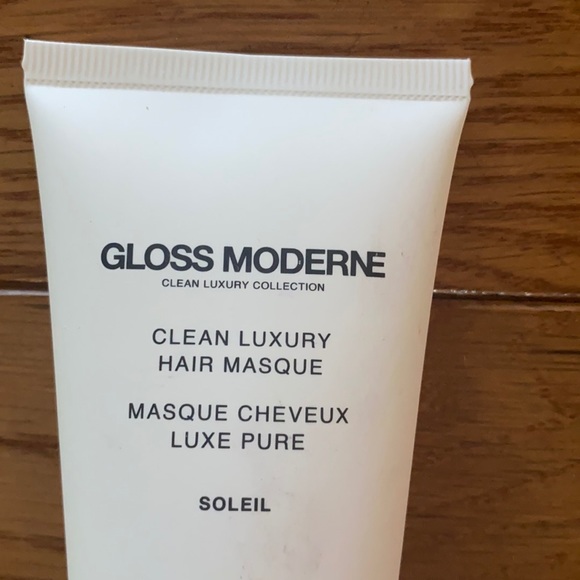 GLOSS MODERNE
CLEAN LUXURY COLLECTION
CLEAN LUXURY
HAIR MASQUE
MASQUE CHEVEUX
LUXE PURE
SOLEIL